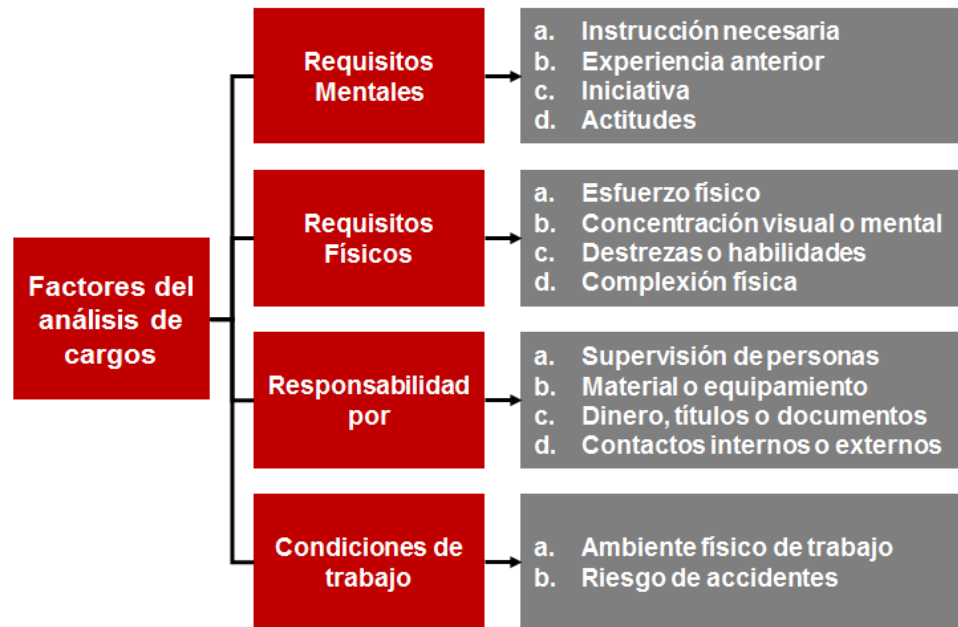 Factores del
análisis de
cargos
Requisitos
Mentales
a. Instrucción necesaria
b. Experiencia anterior
c. Iniciativa
d. Actitudes
Requisitos
Físicos
a. Esfuerzo físico
b. Concentración visual o mental
c. Destrezas o habilidades
d. Complexión física
Responsabilidad
por
a. Supervisión de personas
b. Material o equipamiento
c. Dinero, títulos o documentos
d. Contactos internos o externos
Condiciones de
trabajo
a. Ambiente físico de trabajo
b. Riesgo de accidentes